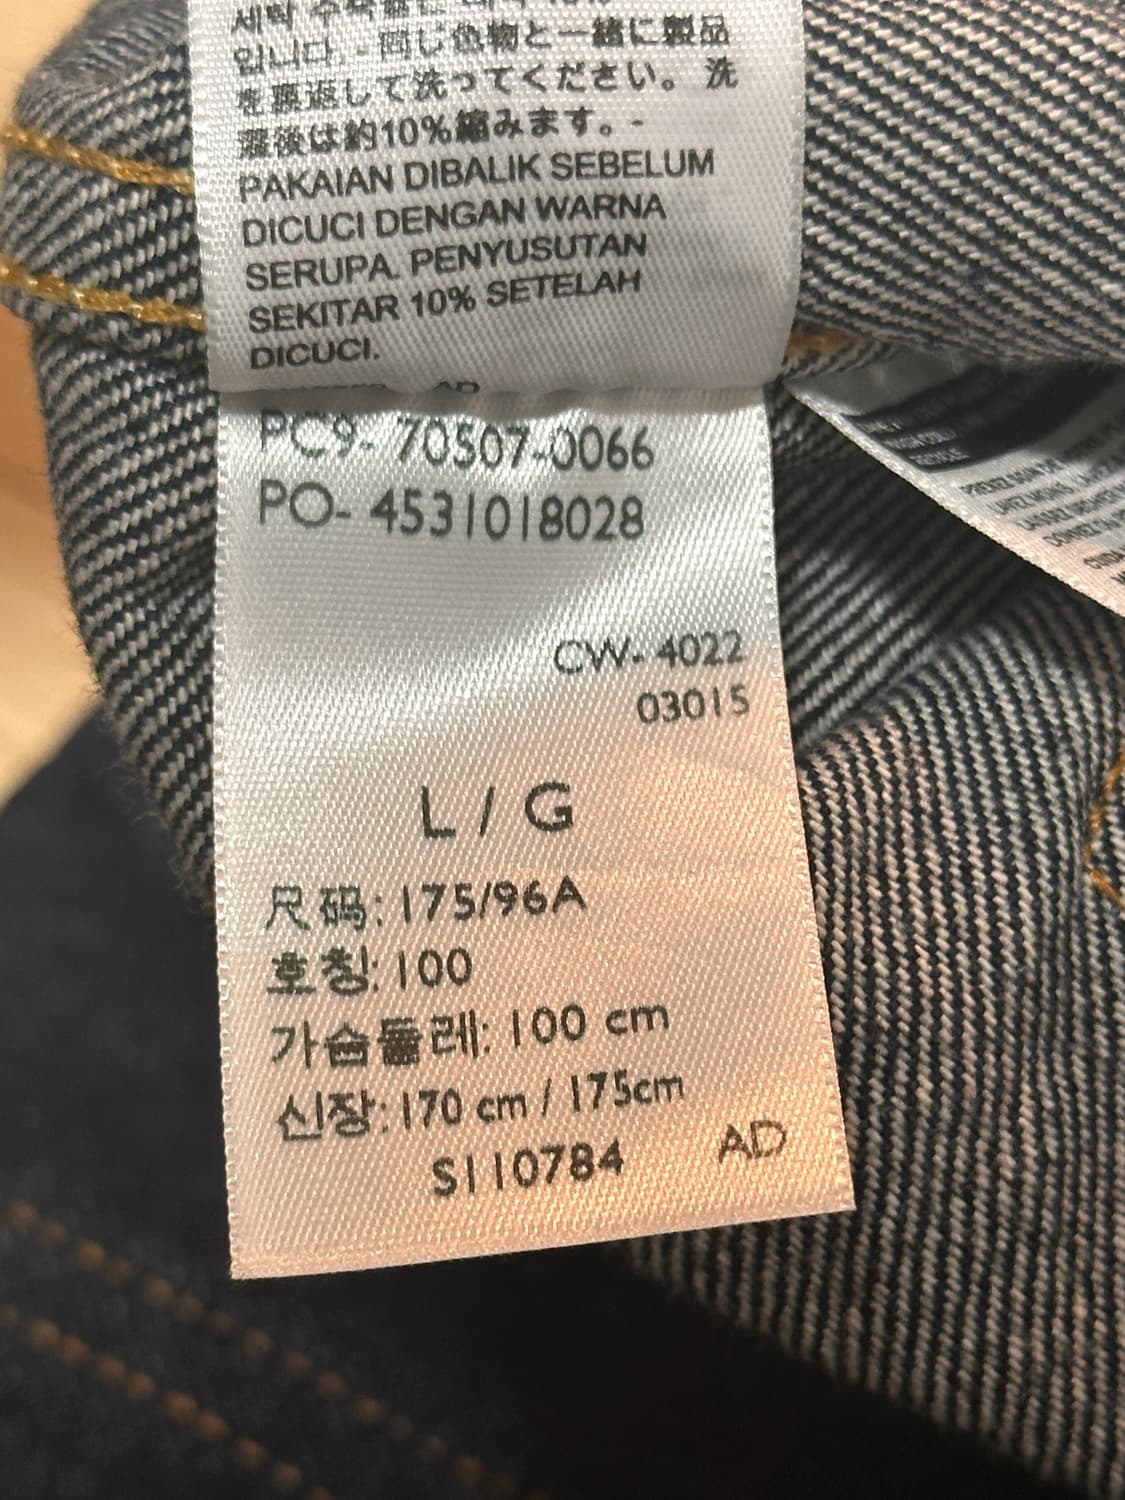 입니다. - 同じ色物と一緒に製品
を裏返して洗ってください。 洗
濯後は約10%縮みます。-
PAKAIAN DIBALIK SEBELUM
DICUCI DENGAN WARNA
SERUPA. PENYUSUTAN
SEKITAR 10% SETELAH
DICUCI.
AD
PC9- 70507-0066
PO- 4531018028
CW- 4022
03015
L / G
尺码: 175/96A
호칭: 100
가슴둘레: 100 cm
신장: 170 cm / 175cm
S110784 AD